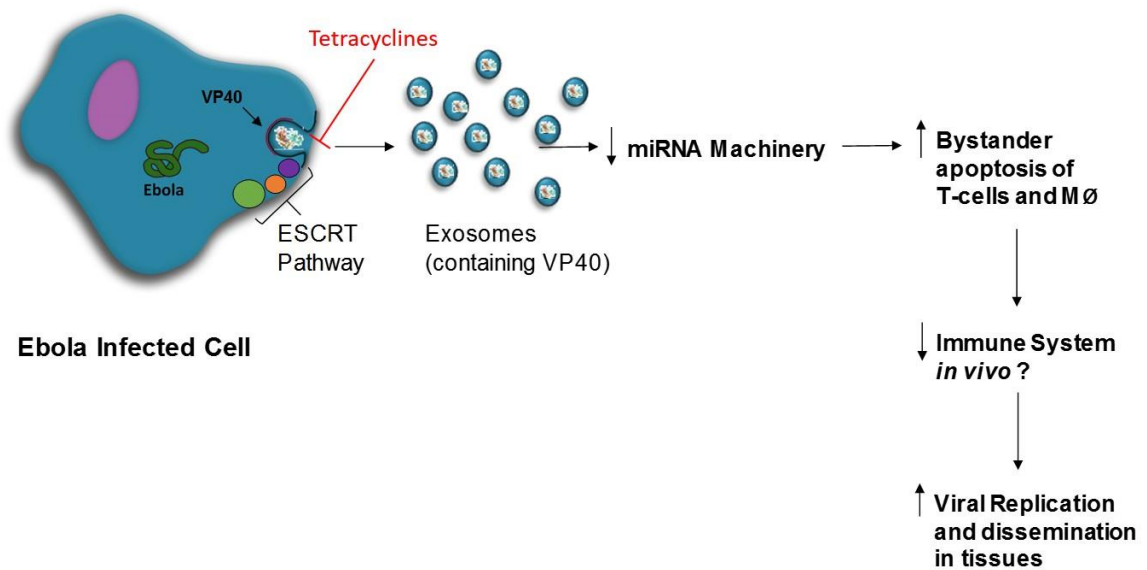 Tetracyclines
VP40
Ebola
ESCRT
Pathway
Exosomes
(containing VP40)
↓ miRNA Machinery
↑ Bystander
apoptosis of
T-cells and MØ
Ebola Infected Cell
↓ Immune System
in vivo ?
↑ Viral Replication
and dissemination
in tissues